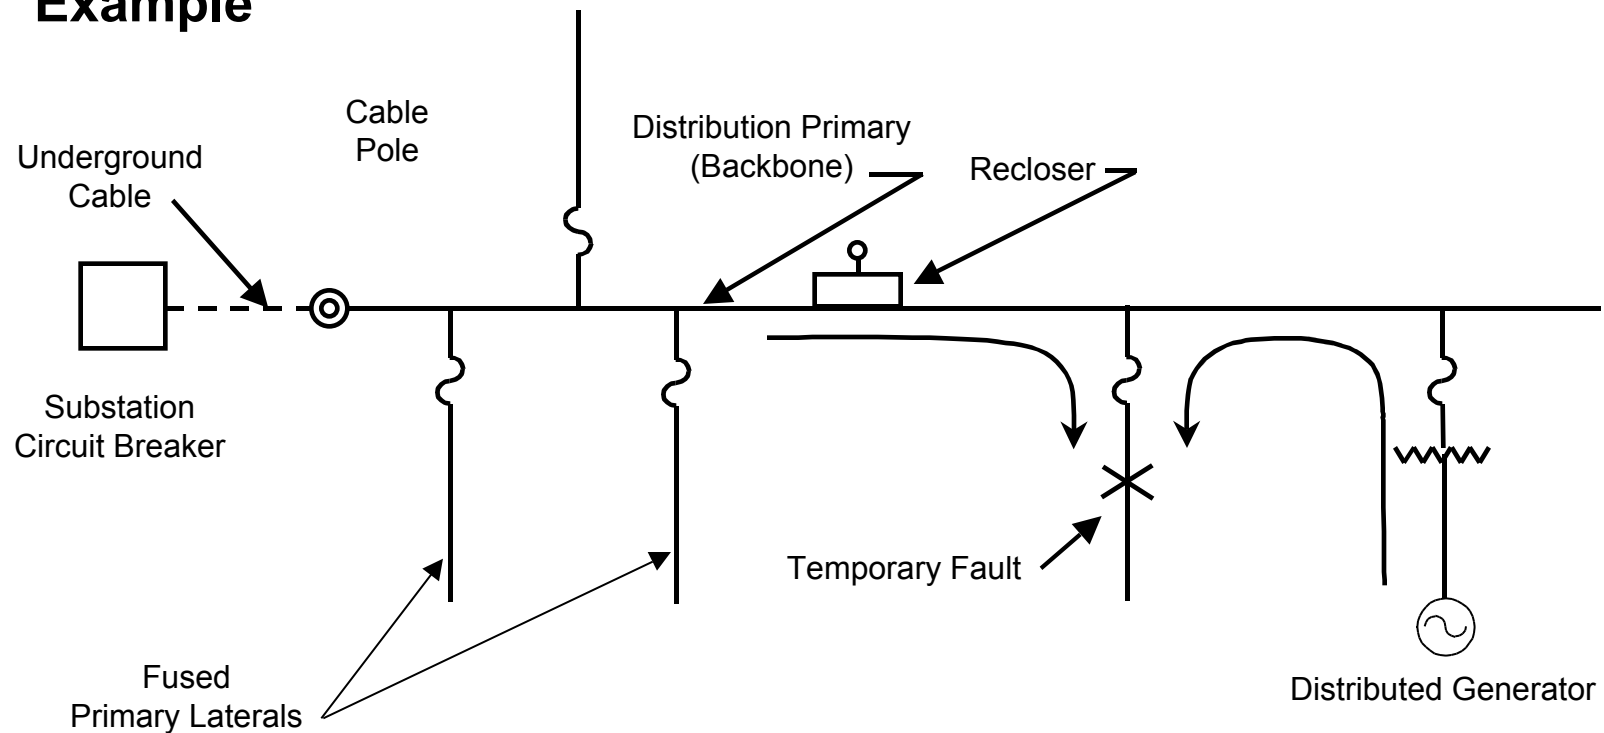 Example
Cable
Pole
Distribution Primary
(Backbone)
Recloser
Underground
Cable
Substation
Circuit Breaker
Temporary Fault
Fused
Primary Laterals
Distributed Generator